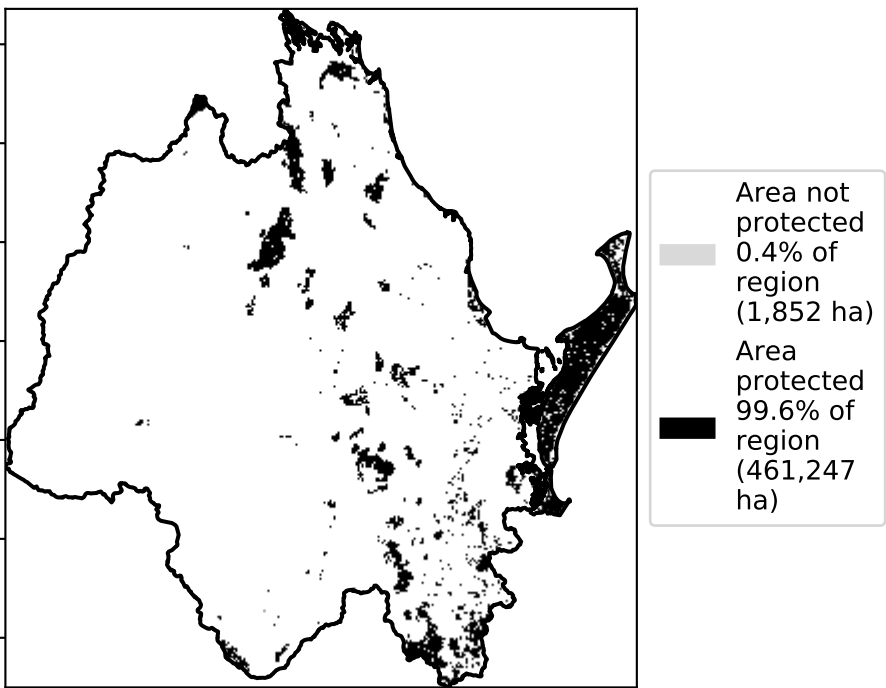 Area not
protected
0.4% of
region
(1,852 ha)
Area
protected
99.6% of
region
(461,247
ha)